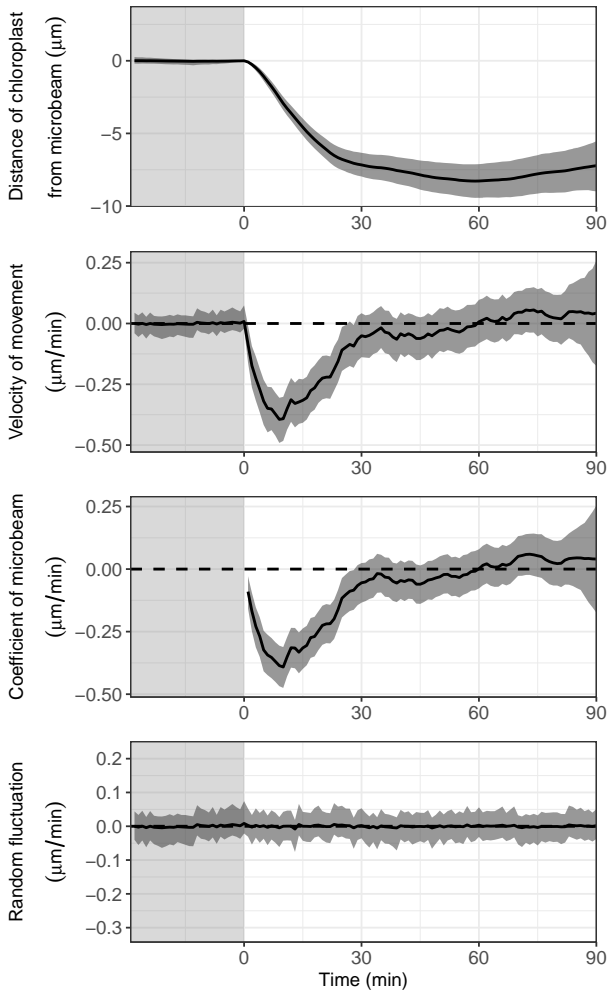 Distance of chloroplast
from microbeam (μm)
0
−5
−10
0 30 60 90
Velocity of movement
(μm/min)
0.25
0.00
−0.25
−0.50
0 30 60 90
Coefficient of microbeam
(μm/min)
0.25
0.00
−0.25
−0.50
0 30 60 90
Random fluctuation
(μm/min)
0.2
0.1
0.0
−0.1
−0.2
−0.3
0 30 60 90
Time (min)